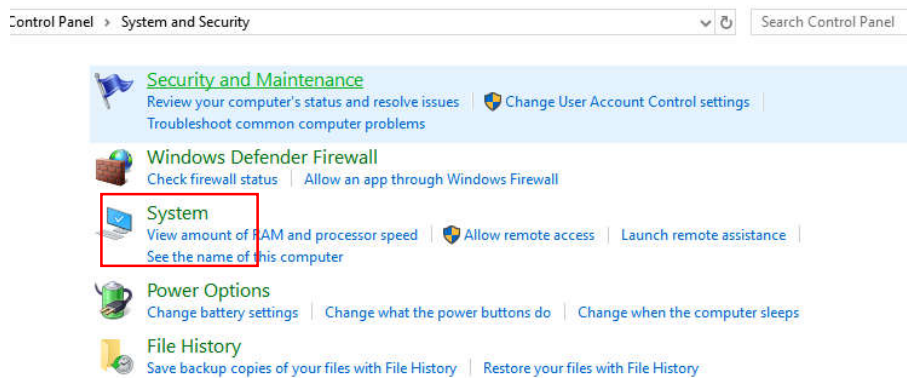 Control Panel > System and Security Search Control Panel
Security and Maintenance
Review your computer's status and resolve issues Change User Account Control settings
Troubleshoot common computer problems
Windows Defender Firewall
Check firewall status Allow an app through Windows Firewall
System
View amount of RAM and processor speed Allow remote access Launch remote assistance
See the name of this computer
Power Options
Change battery settings Change what the power buttons do Change when the computer sleeps
File History
Save backup copies of your files with File History Restore your files with File History